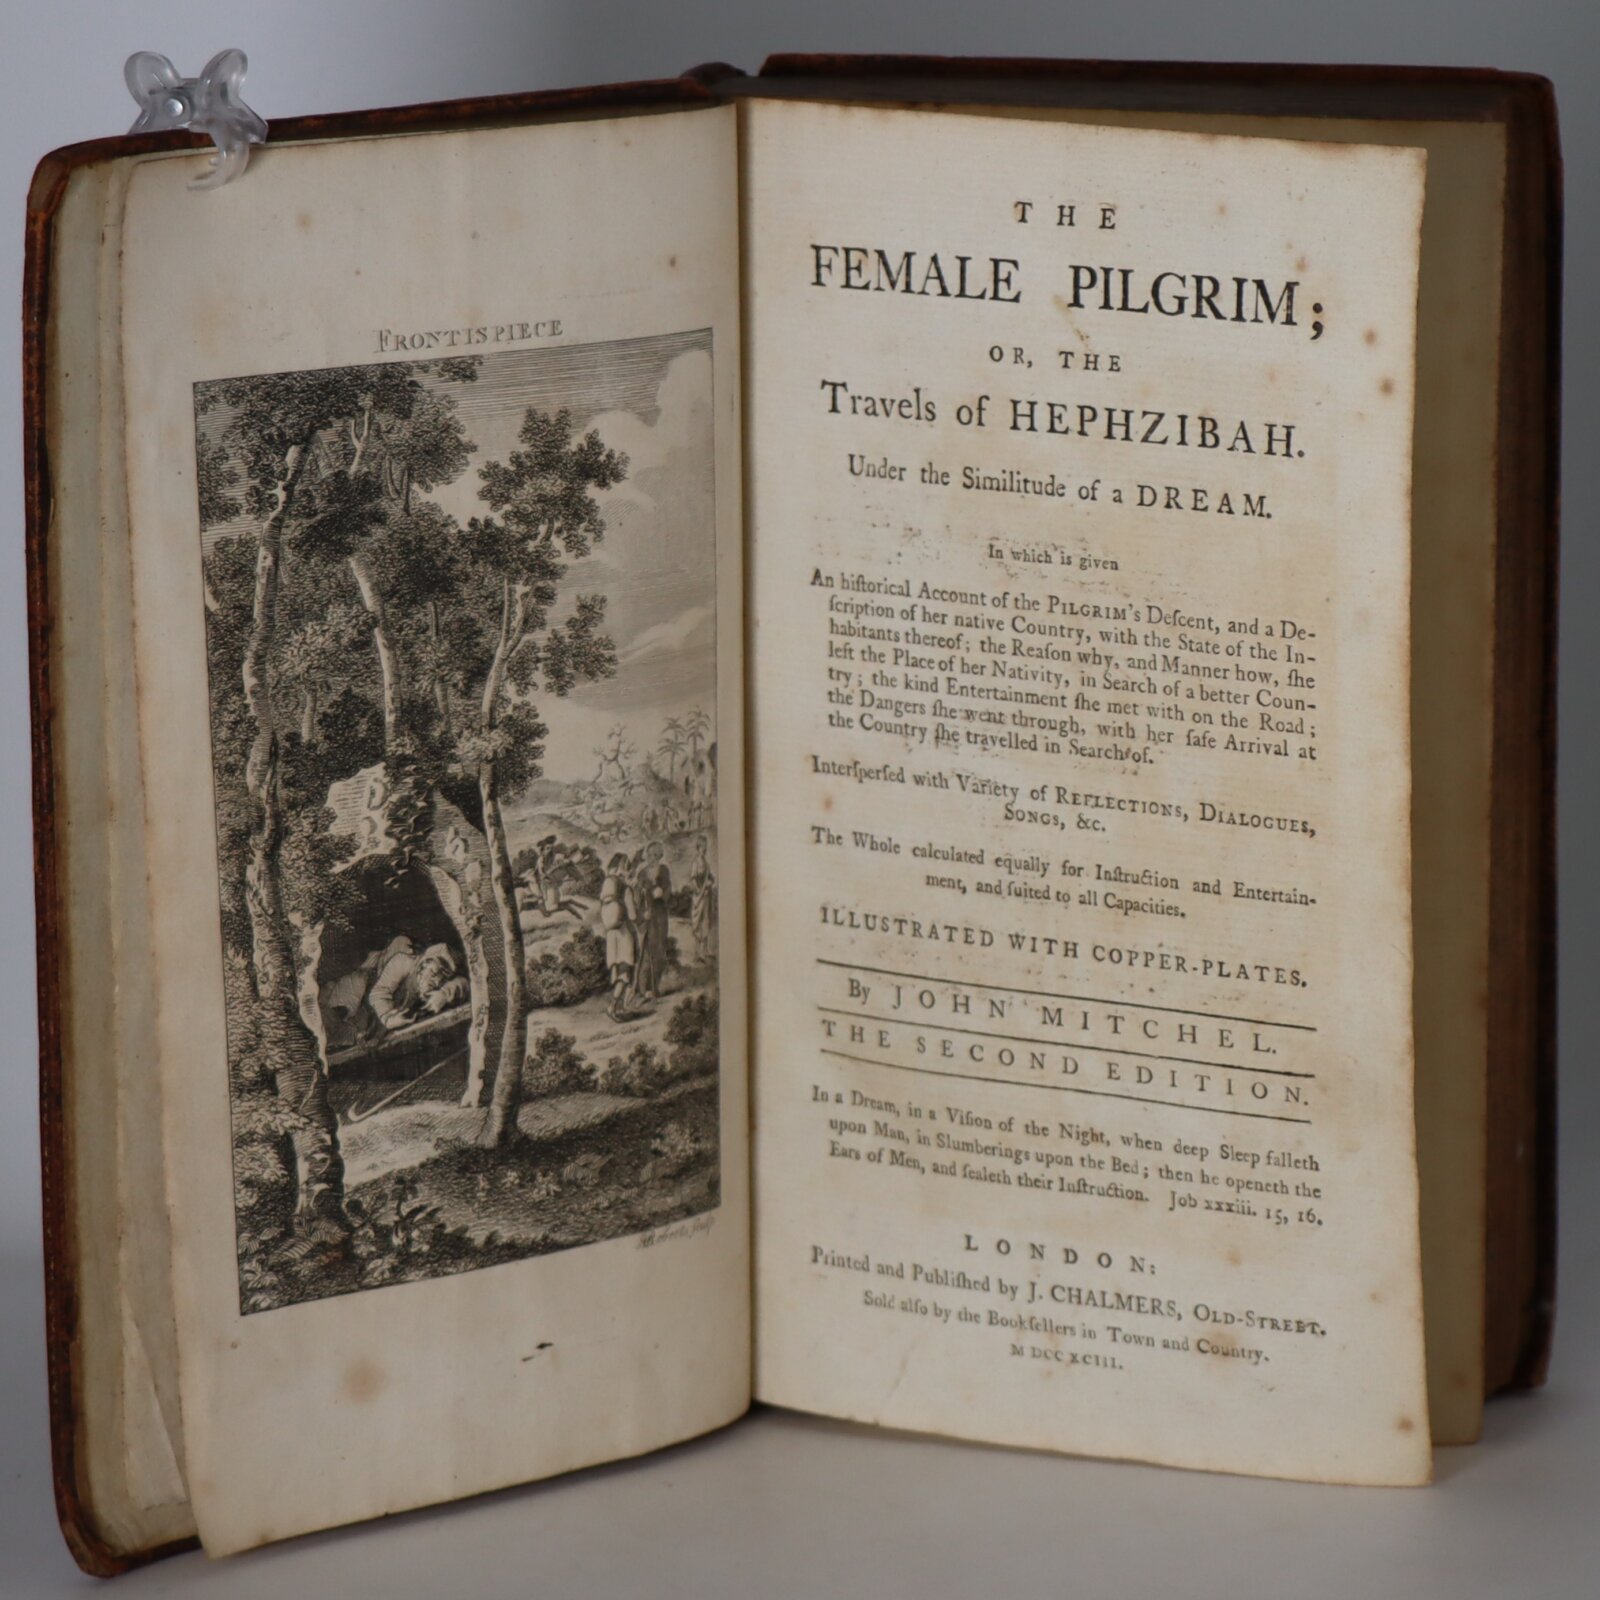 FRONTISPIECE
THE
FEMALE PILGRIM;
OR, THE
Travels of HEPHZIBAH.
Under the Similitude of a DREAM.
In which is given
An hiſtorical Account of the PILGRIM's Deſcent, and a De-
ſcription of her native Country, with the State of the In-
habitants thereof; the Reaſon why, and Manner how, ſhe
left the Place of her Nativity, in Search of a better Coun-
try; the kind Entertainment ſhe met with on the Road;
the Dangers ſhe went through, with her ſafe Arrival at
the Country ſhe travelled in Search of.
Interſperſed with Variety of REFLECTIONS, DIALOGUES,
SONGS, &c.
The Whole calculated equally for Inſtruction and Entertain-
ment, and ſuited to all Capacities.
ILLUSTRATED WITH COPPER-PLATES.
By JOHN MITCHEL.
THE SECOND EDITION.
In a Dream, in a Viſion of the Night, when deep Sleep falleth
upon Man, in Slumberings upon the Bed; then he openeth the
Ears of Men, and ſealeth their Inſtruction. Job xxxiii. 15, 16.
LONDON:
Printed and Publiſhed by J. CHALMERS, OLD-STREET.
Sold alſo by the Bookſellers in Town and Country.
M DCC XCIII.
Roberts ſculp